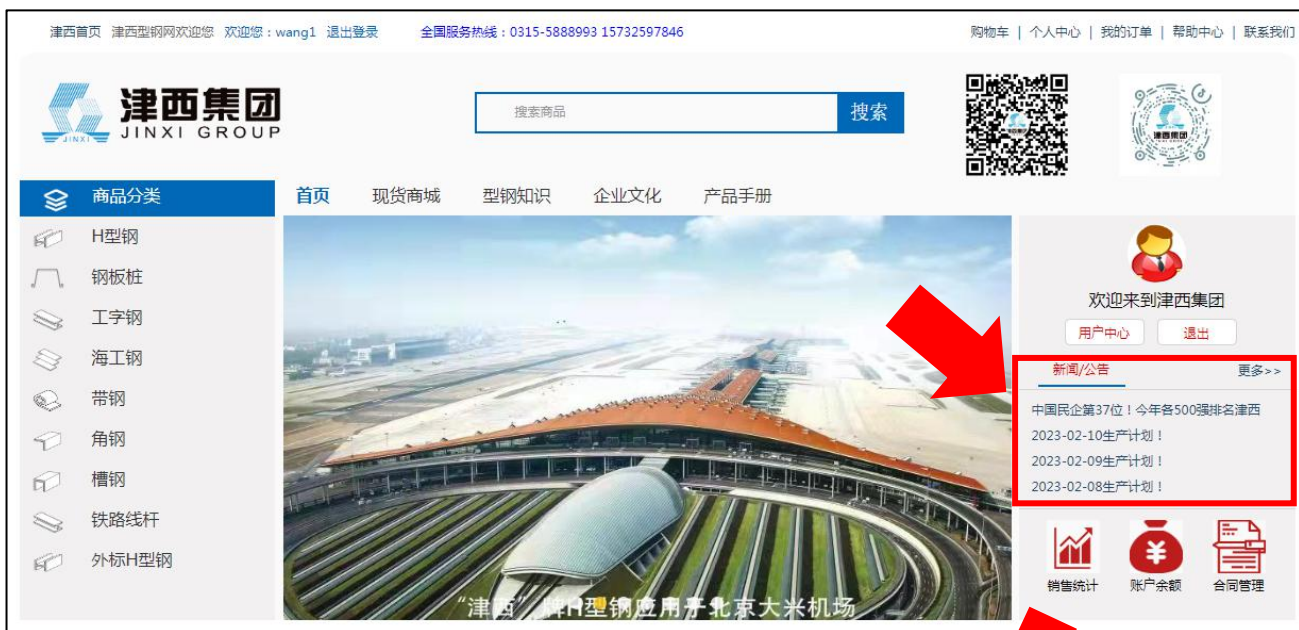 津西首页 津西型钢网欢迎您 欢迎您：wang1 退出登录 全国服务热线：0315-5888993 15732597846 购物车 | 个人中心 | 我的订单 | 帮助中心 | 联系我们
津西集团
JINXI GROUP
JINXI
搜索商品 搜索
津西集团
商品分类 首页 现货商城 型钢知识 企业文化 产品手册
H型钢
钢板桩
工字钢
海工钢
带钢
角钢
槽钢
铁路线杆
外标H型钢
“津西”牌H型钢应用于北京大兴机场
欢迎来到津西集团
用户中心 退出
新闻/公告 更多>>
中国民企第37位！今年各500强排名津西
2023-02-10生产计划！
2023-02-09生产计划！
2023-02-08生产计划！
销售统计 账户余额 合同管理